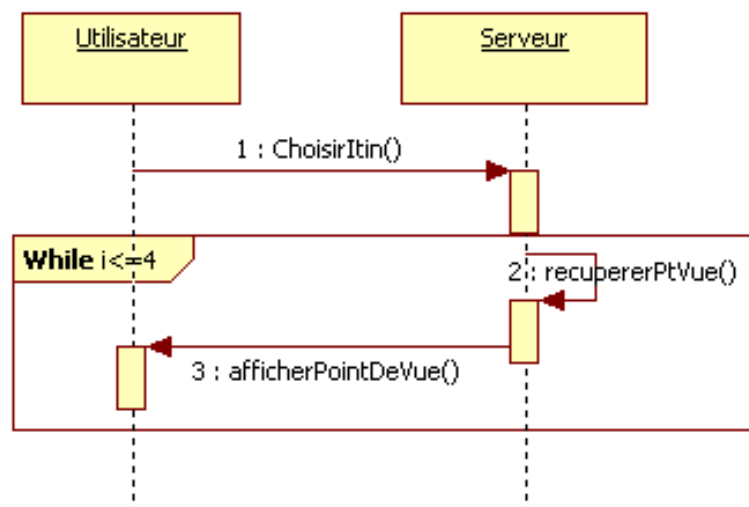 Utilisateur
Serveur
1 : ChoisirItin()
While i<=4
2 : recupererPtVue()
3 : afficherPointDeVue()